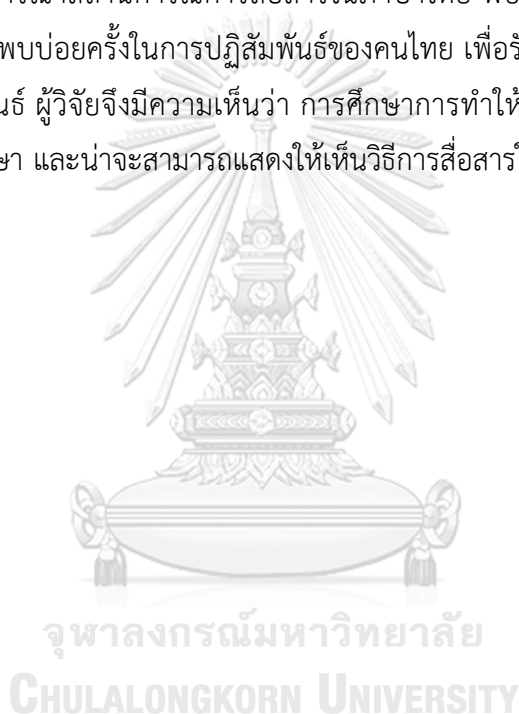 พบบ่อยครั้งในการปฏิสัมพันธ์ของคนไทย เพื่อรั
นธ์ ผู้วิจัยจึงมีความเห็นว่า การศึกษาการทำให้
ษา และน่าจะสามารถแสดงให้เห็นวิธีการสื่อสารใ
จุฬาลงกรณ์มหาวิทยาลัย
CHULALONGKORN UNIVERSITY